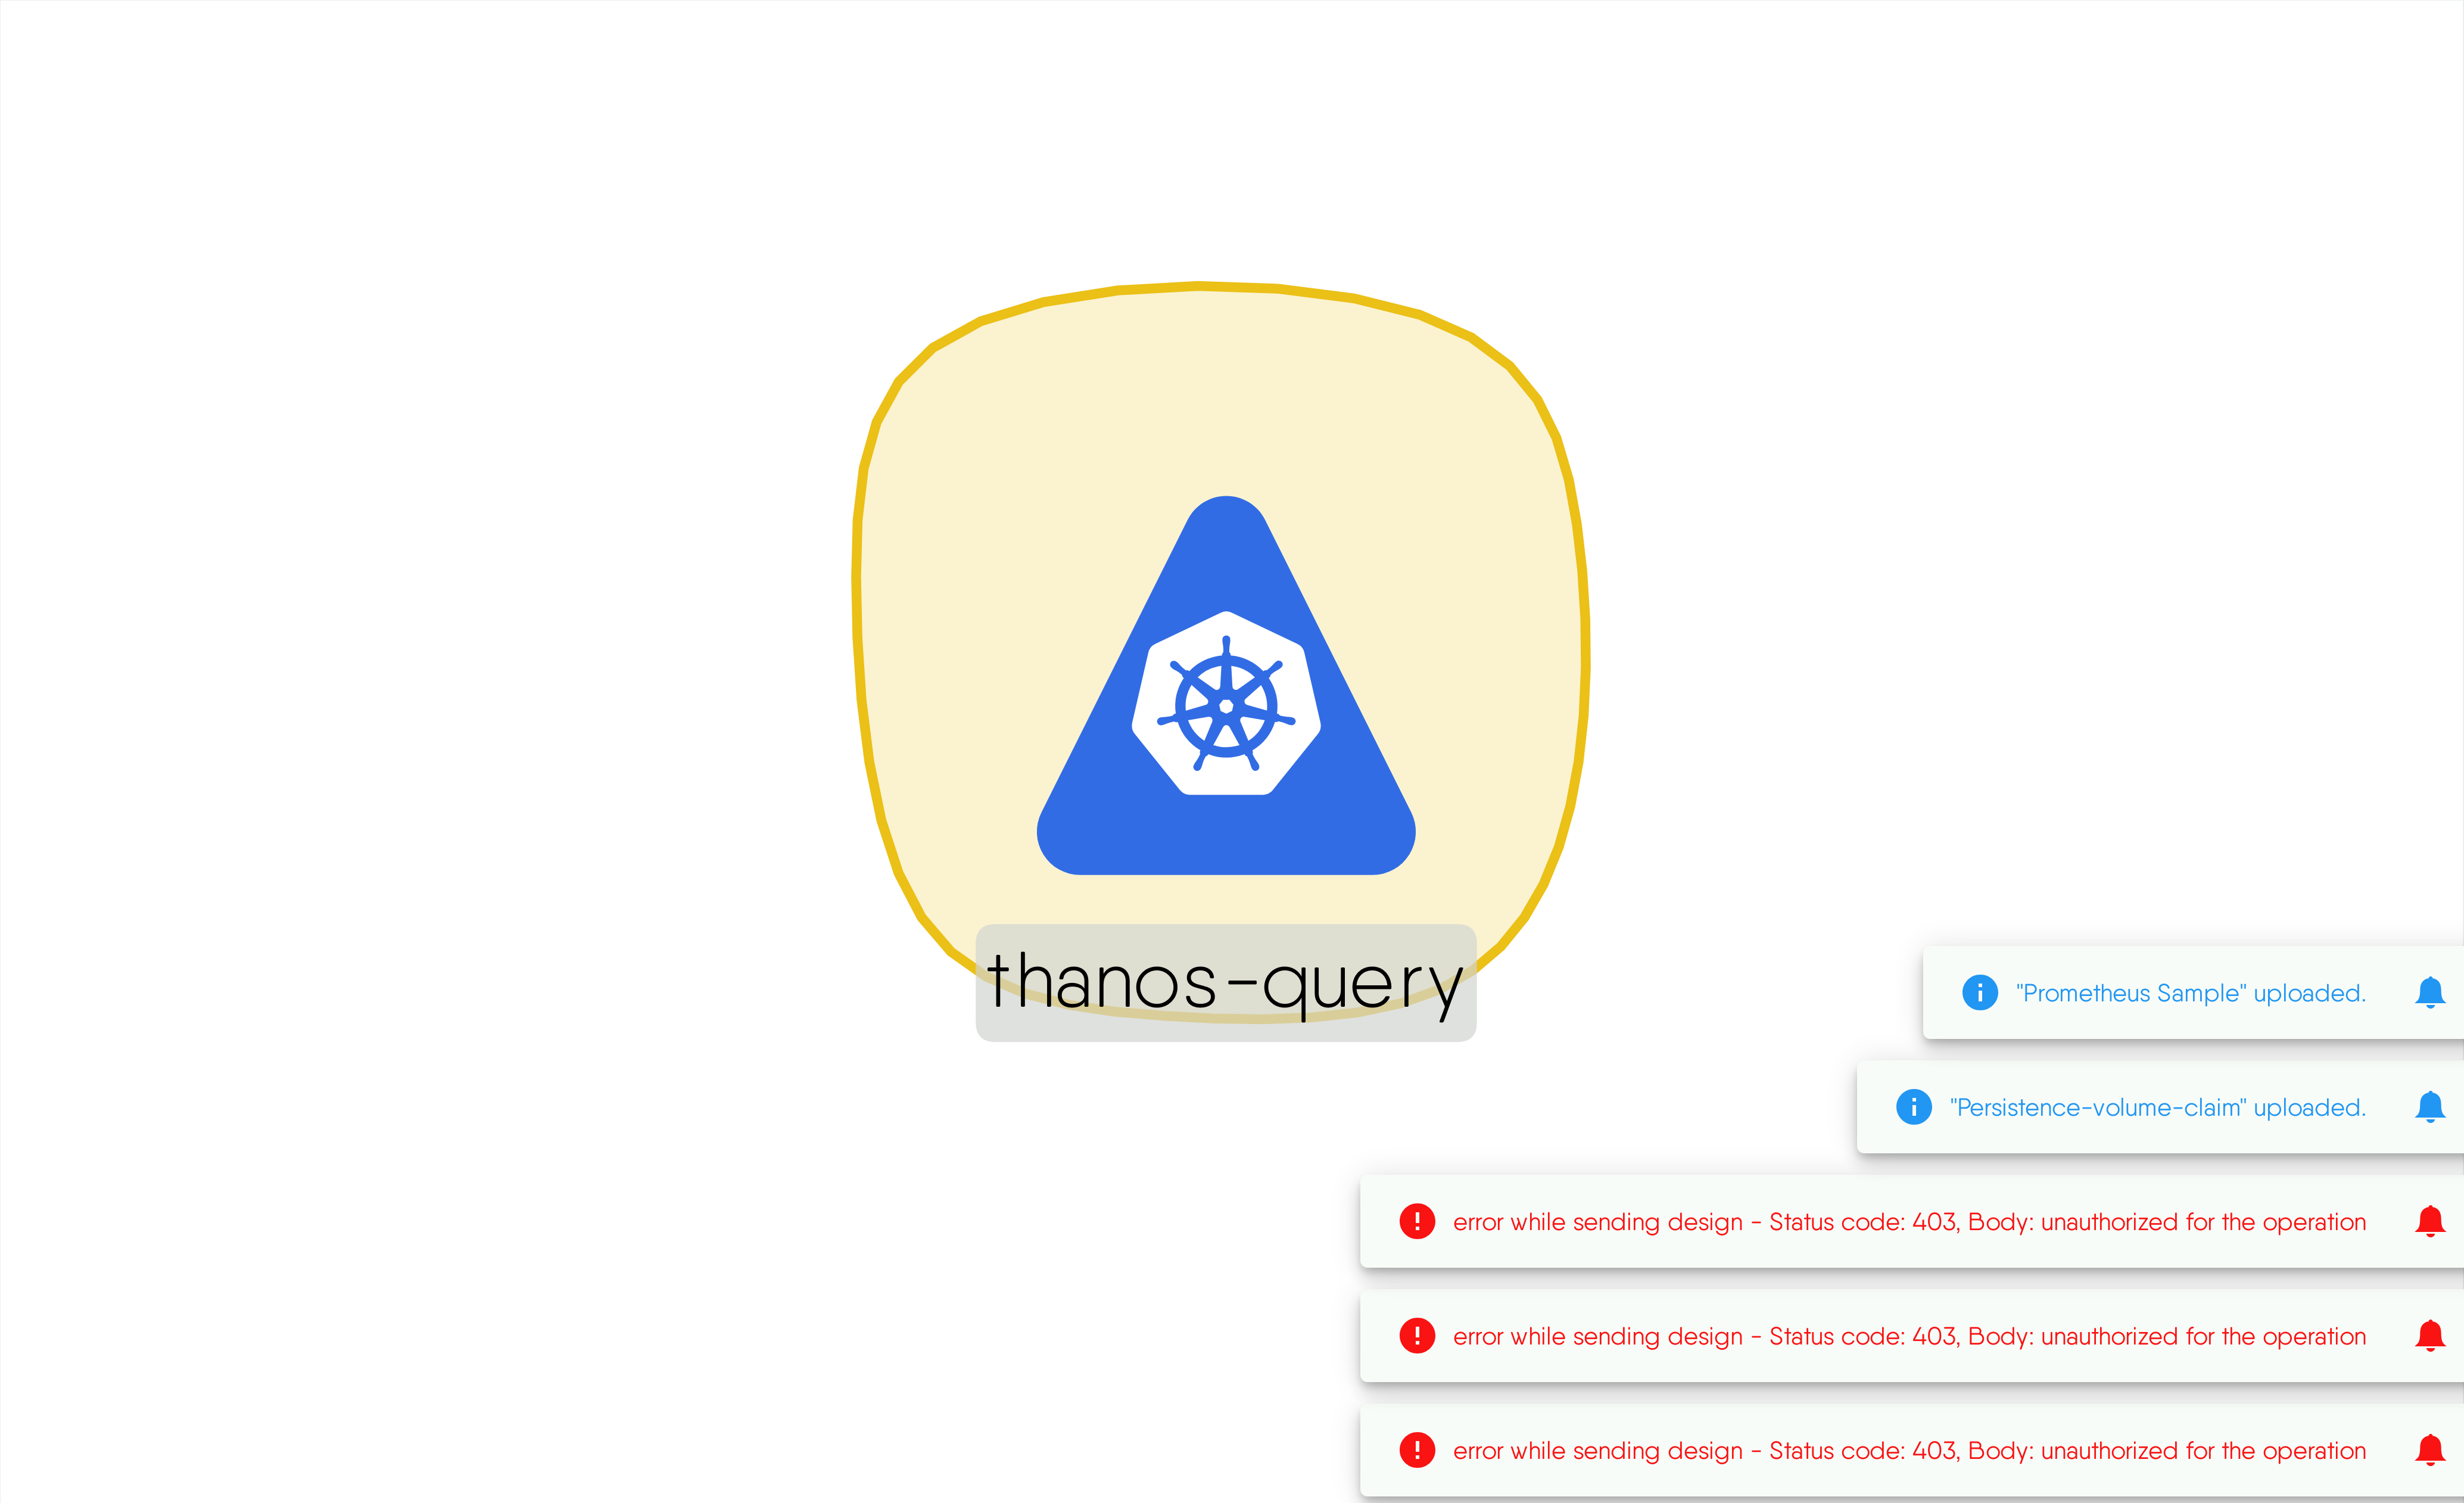 thanos-query
"Prometheus Sample" uploaded.
"Persistence-volume-claim" uploaded.
error while sending design - Status code: 403, Body: unauthorized for the operation
error while sending design - Status code: 403, Body: unauthorized for the operation
error while sending design - Status code: 403, Body: unauthorized for the operation